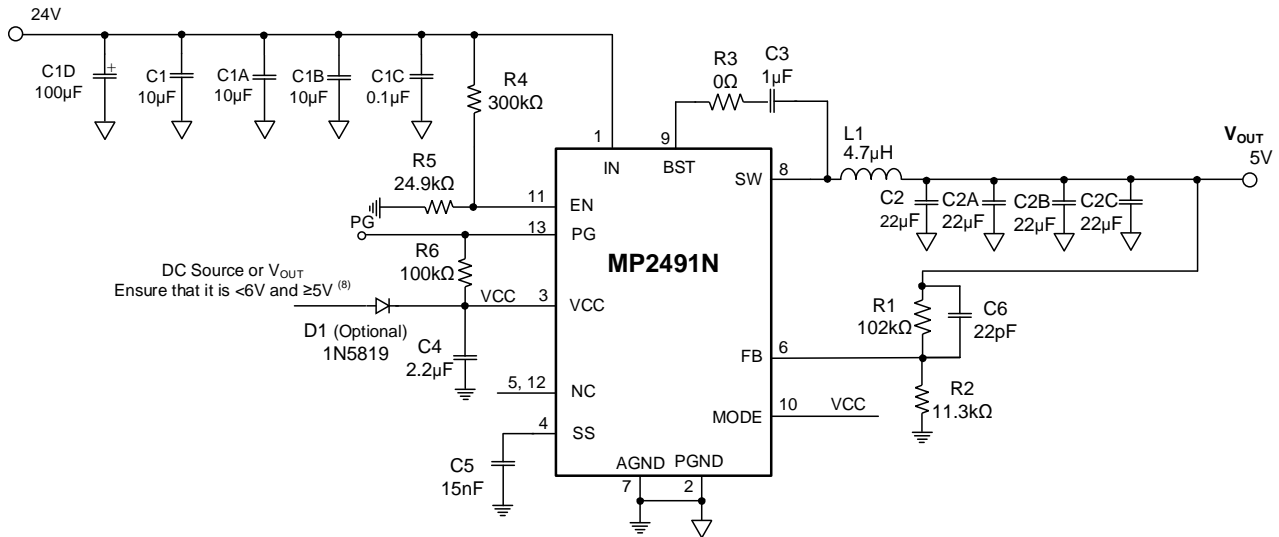 24V
C1D
100µF
+
C1
10µF
C1A
10µF
C1B
10µF
C1C
0.1µF
R4
300kΩ
R3
0Ω
C3
1µF
1
IN
9
BST
L1
4.7µH
V_OUT
5V
SW
8
C2
22µF
C2A
22µF
C2B
22µF
C2C
22µF
R5
24.9kΩ
11
EN
PG
13
PG
R6
100kΩ
MP2491N
DC Source or V_OUT
Ensure that it is <6V and ≥5V (8)
VCC
3
VCC
D1 (Optional)
1N5819
C4
2.2µF
R1
102kΩ
C6
22pF
FB
6
5, 12
NC
R2
11.3kΩ
MODE
10
VCC
4
SS
C5
15nF
AGND
7
PGND
2